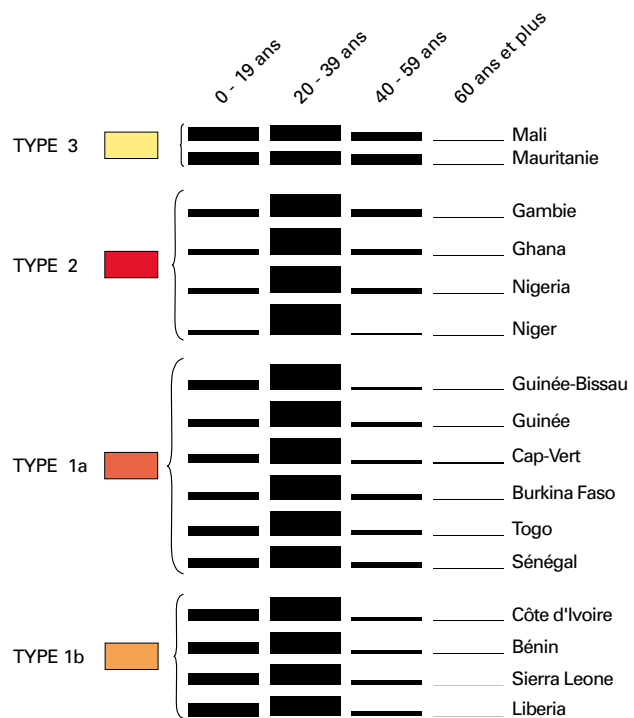 0 - 19 ans
20 - 39 ans
40 - 59 ans
60 ans et plus
TYPE 3
Mali
Mauritanie
TYPE 2
Gambie
Ghana
Nigeria
Niger
TYPE 1a
Guinée-Bissau
Guinée
Cap-Vert
Burkina Faso
Togo
Sénégal
TYPE 1b
Côte d'Ivoire
Bénin
Sierra Leone
Liberia